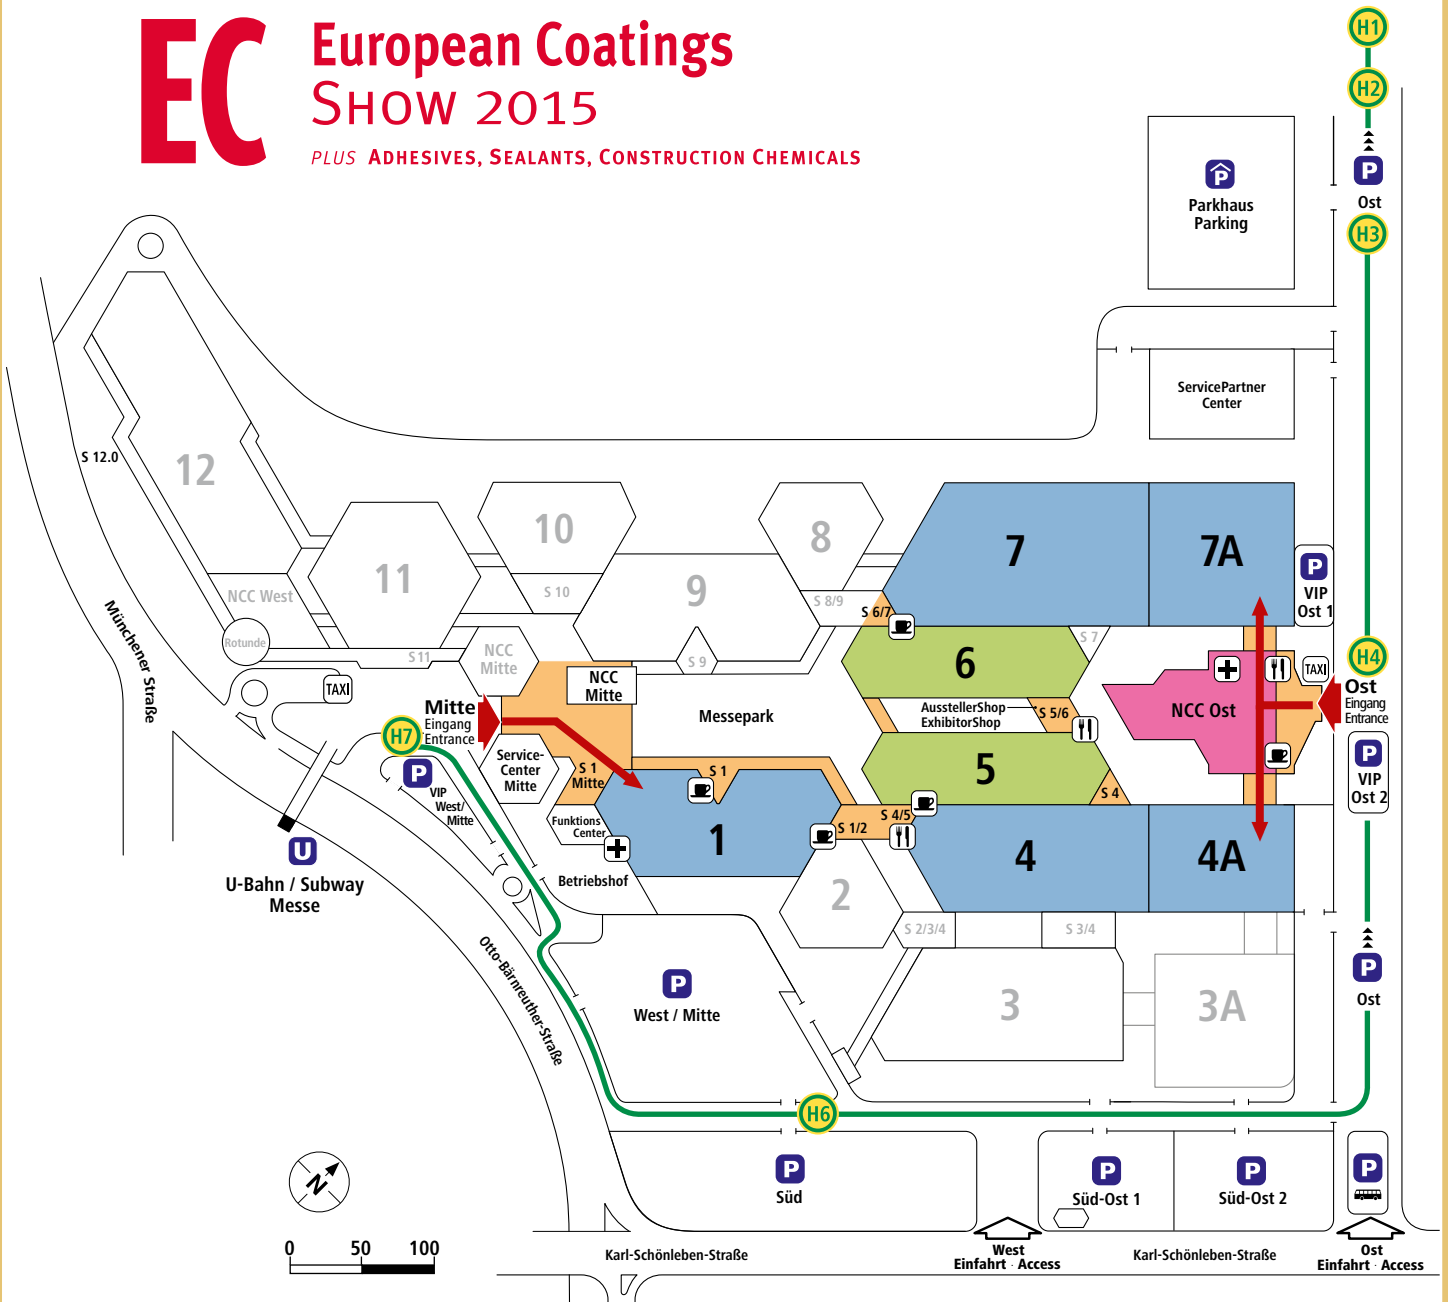 EC
European Coatings
SHOW 2015
PLUS ADHESIVES, SEALANTS, CONSTRUCTION CHEMICALS
H1
H2
P
Ost
H3
P
Parkhaus
Parking
ServicePartner
Center
S 12.0
12
11
10
9
8
7
7A
P
VIP
Ost 1
NCC West
S 10
S 8/9
S 6/7
Rotunde
S 11
NCC
Mitte
S 9
6
S 7
H4
TAXI
TAXI
NCC
Mitte
Messepark
AusstellerShop
ExhibitorShop
S 5/6
NCC Ost
Ost
Eingang
Entrance
Mitte
Eingang
Entrance
H7
P
VIP
West/
Mitte
Service-
Center
Mitte
S 1
Mitte
S 1
5
S 4
P
VIP
Ost 2
Münchener Straße
Funktions
Center
1
S 1/2
S 4/5
4
4A
U
U-Bahn / Subway
Messe
Betriebshof
2
S 2/3/4
S 3/4
P
Ost
Otto-Bärnreuther-Straße
P
West / Mitte
3
3A
H6
N
P
Süd
P
Süd-Ost 1
P
Süd-Ost 2
P
0 50 100
Karl-Schönleben-Straße
West
Einfahrt · Access
Karl-Schönleben-Straße
Ost
Einfahrt · Access